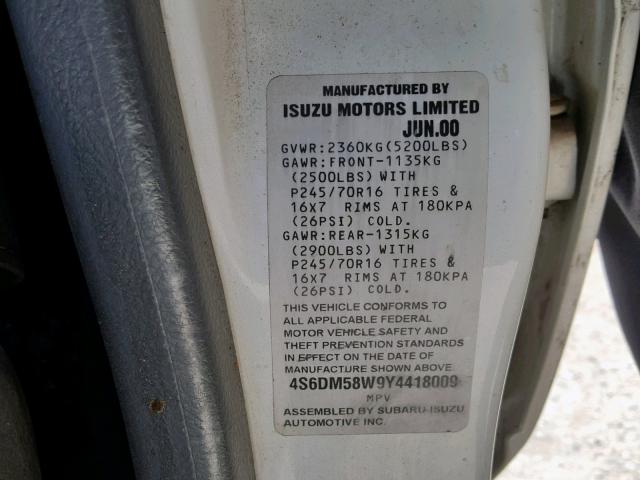 MANUFACTURED BY
ISUZU MOTORS LIMITED
JUN.00
GVWR:2360KG(5200LBS)
GAWR:FRONT-1135KG
(2500LBS) WITH
P245/70R16 TIRES &
16X7 RIMS AT 180KPA
(26PSI) COLD.
GAWR:REAR-1315KG
(2900LBS) WITH
P245/70R16 TIRES &
16X7 RIMS AT 180KPA
(26PSI) COLD.
THIS VEHICLE CONFORMS TO
ALL APPLICABLE FEDERAL
MOTOR VEHICLE SAFETY AND
THEFT PREVENTION STANDARDS
IN EFFECT ON THE DATE OF
MANUFACTURE SHOWN ABOVE.
4S6DM58W9Y4418009
MPV
ASSEMBLED BY SUBARU-ISUZU
AUTOMOTIVE INC.